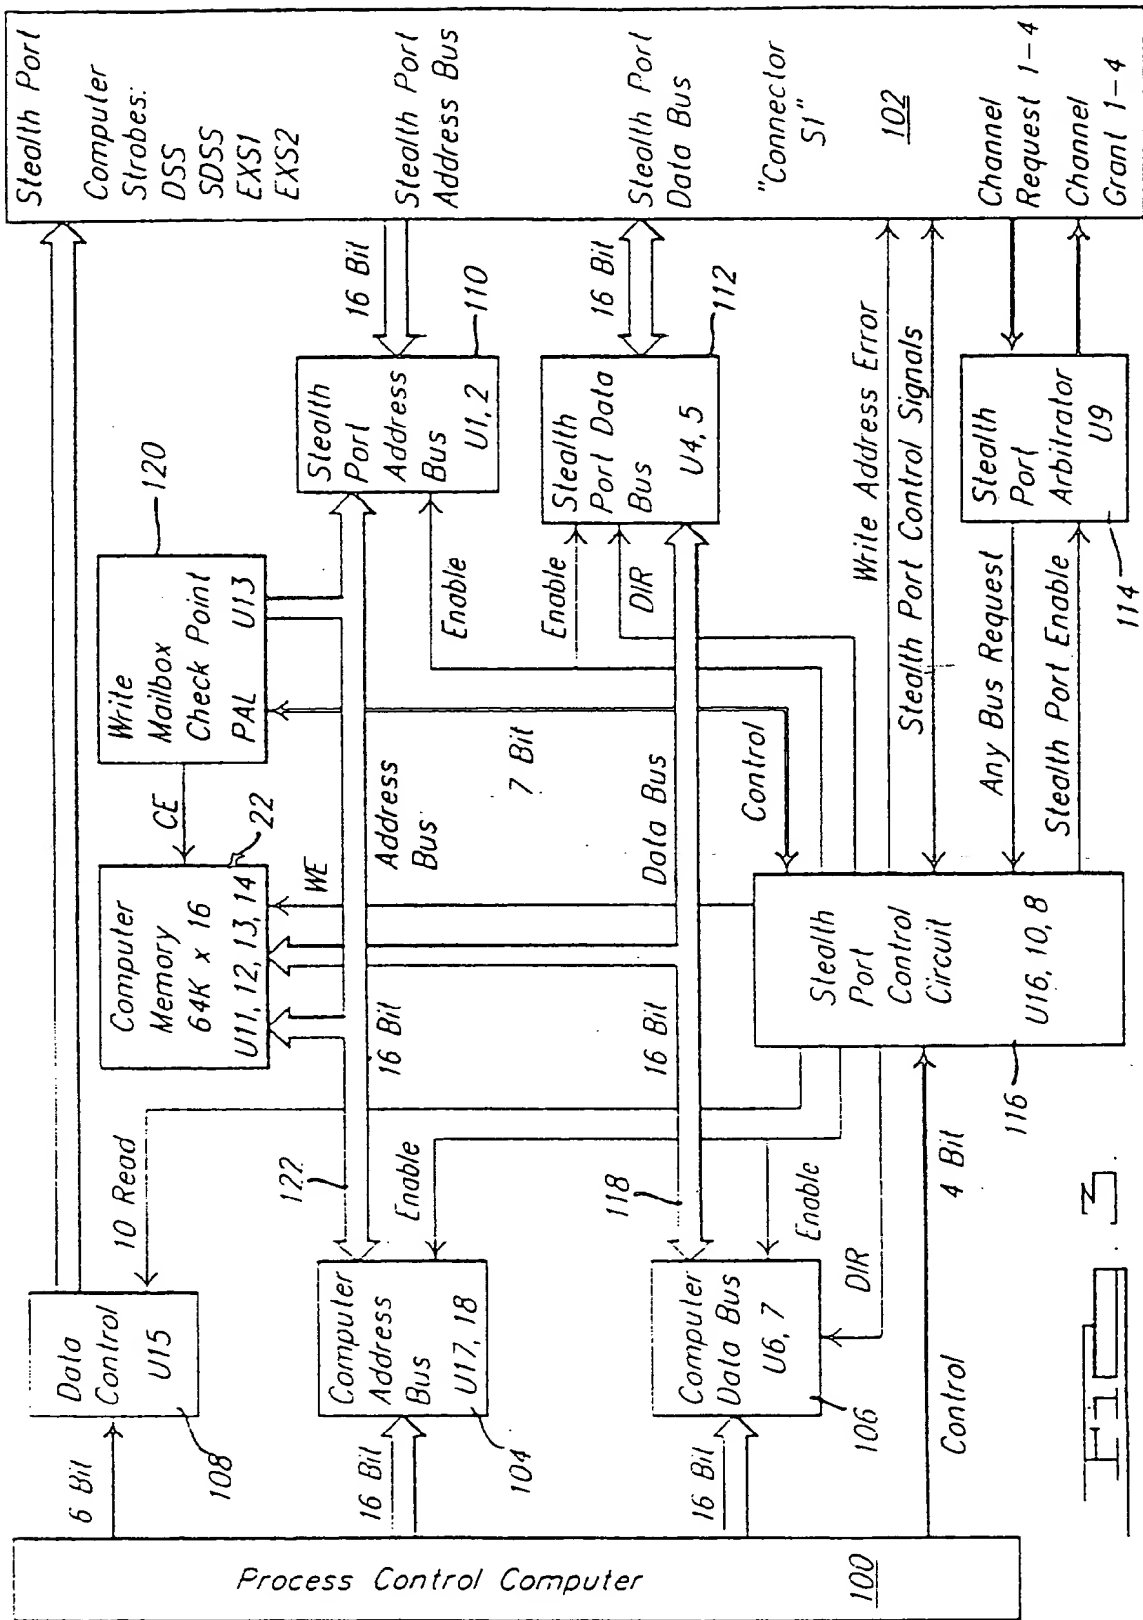 Stealth Port
Computer
Strobes:
DSS
SDSS
EXS1
EXS2
Stealth Port
Address Bus
Stealth Port
Data Bus
"Connector
S1"
102
Channel
Request 1-4
Channel
Grant 1-4
16 Bit
110
16 Bit
112
Write Address Error
Stealth Port Control Signals
120
Stealth
Port
Address
Bus
U1, 2
Stealth
Port Data
Bus
U4, 5
Stealth
Port
Arbitrator
U9
114
Write
Mailbox
Check Point
PAL U13
Enable
Enable
DIR
Any Bus Request
Stealth Port Enable
CE
22
7 Bit
Control
Computer
Memory
64K x 16
U11, 12, 13, 14
WE
Address
Bus
Data Bus
Stealth
Port
Control
Circuit
U16, 10, 8
116
16 Bit
16 Bit
10 Read
122
Enable
118
Enable
DIR
4 Bit
Data
Control
U15
108
Computer
Address
Bus
U17, 18
104
Computer
Data Bus
U6, 7
106
Control
6 Bit
16 Bit
16 Bit
Process Control Computer
100
Fig. 3